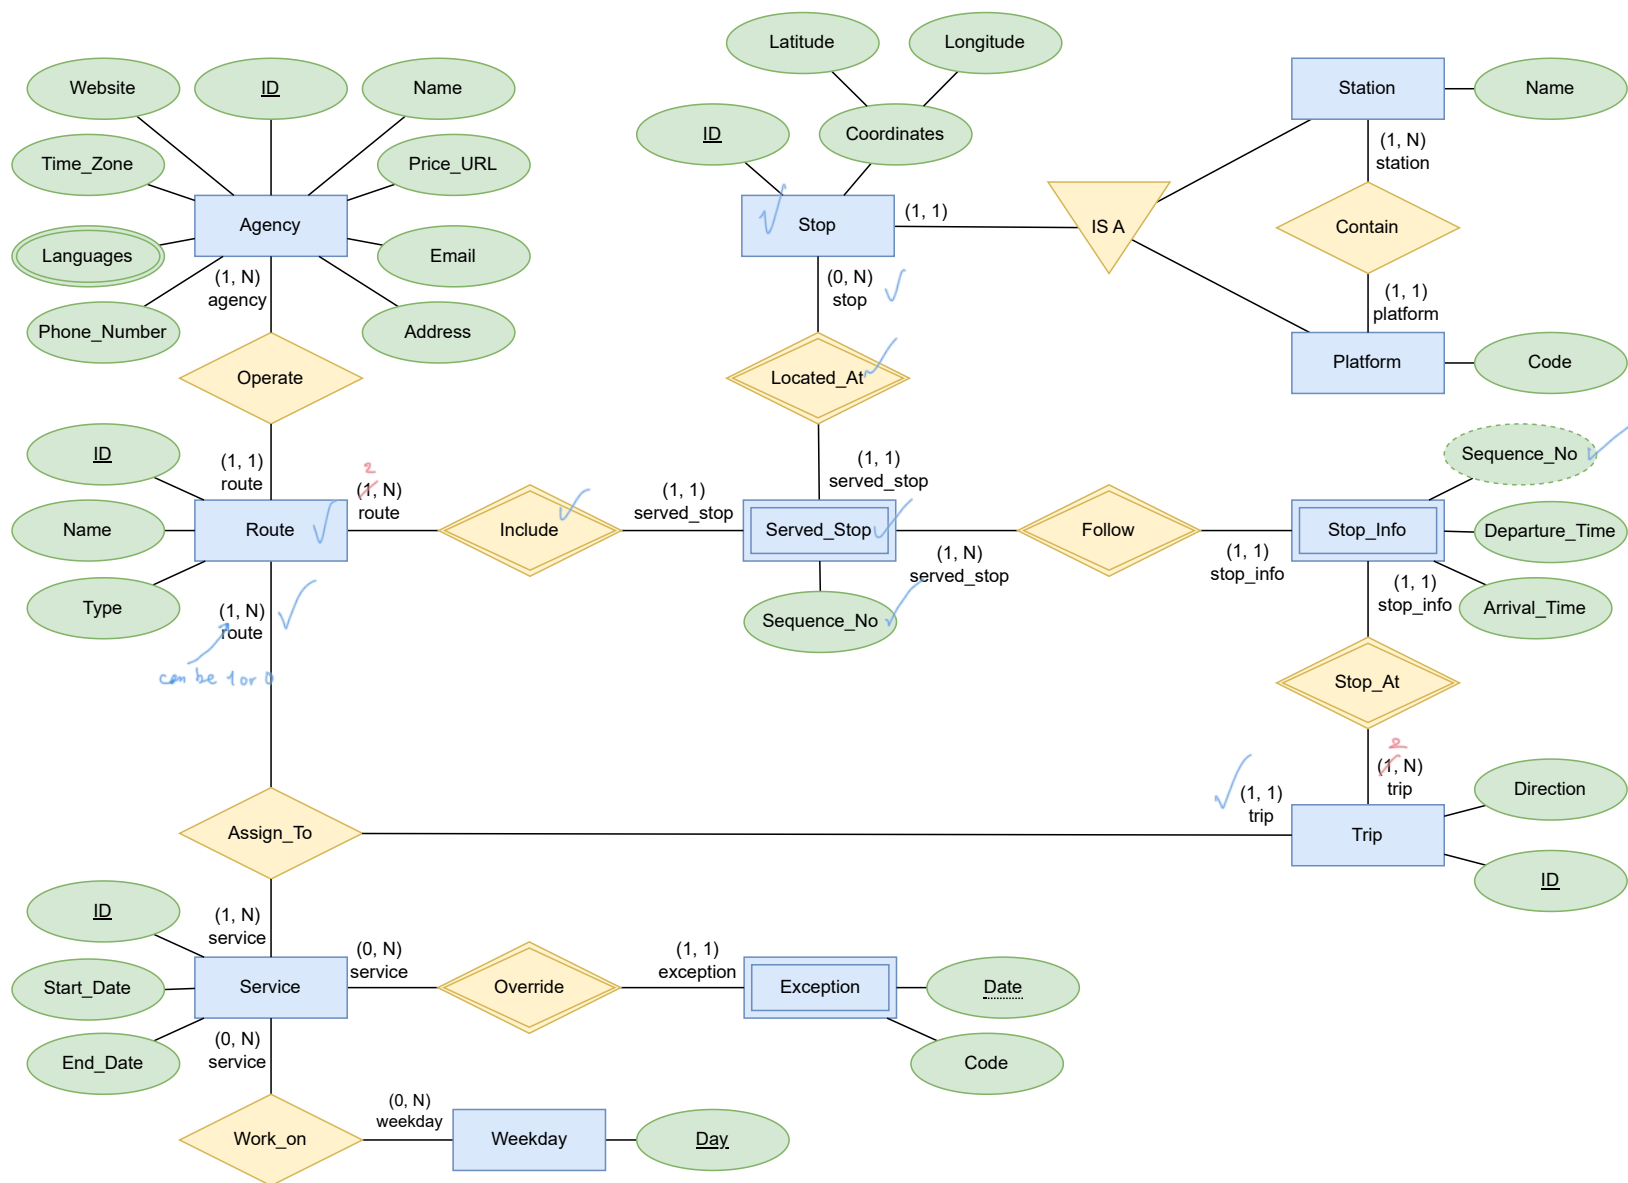 Latitude
Longitude
Website
ID
Name
Station
Name
Time_Zone
Price_URL
ID
Coordinates
(1, N)
station
Agency
Stop
(1, 1)
IS A
Contain
Languages
Email
(1, N)
agency
(0, N)
stop
(1, 1)
platform
Phone_Number
Address
Operate
Located_At
Platform
Code
ID
(1, 1)
route
2
(1, N)
route
(1, 1)
served_stop
(1, 1)
served_stop
Sequence_No
Name
Route
Include
Served_Stop
Follow
Stop_Info
Departure_Time
(1, N)
served_stop
(1, 1)
stop_info
(1, 1)
stop_info
Type
(1, N)
route
can be 1 or 0
Sequence_No
Arrival_Time
Stop_At
2
(1, N)
trip
(1, 1)
trip
Direction
Assign_To
Trip
ID
ID
(1, N)
service
(0, N)
service
(1, 1)
exception
Start_Date
Service
Override
Exception
Date
End_Date
(0, N)
service
Code
(0, N)
weekday
Work_on
Weekday
Day